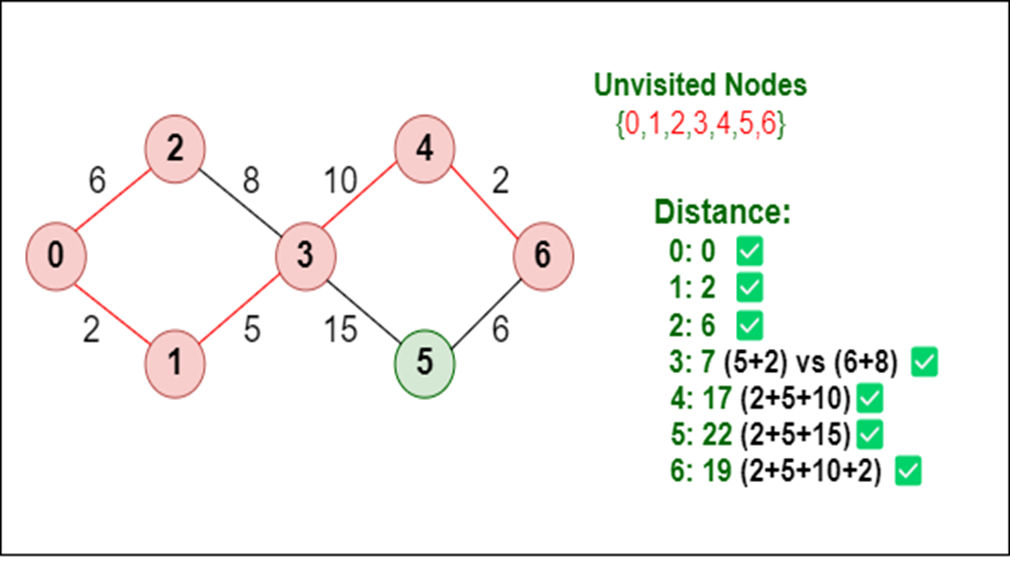 Unvisited Nodes
{0,1,2,3,4,5,6}
2
4
6
8
10
2
0
3
6
Distance:
0: 0 ✅
1: 2 ✅
2
5
15
6
2: 6 ✅
1
5
3: 7 (5+2) vs (6+8) ✅
4: 17 (2+5+10) ✅
5: 22 (2+5+15) ✅
6: 19 (2+5+10+2) ✅